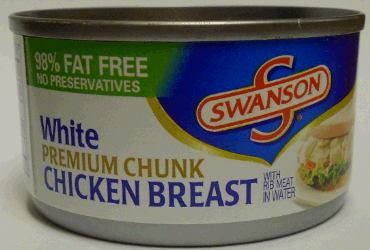 98% FAT FREE
NO PRESERVATIVES
SWANSON
White
PREMIUM CHUNK
CHICKEN BREAST
WITH
RIB MEAT
IN WATER